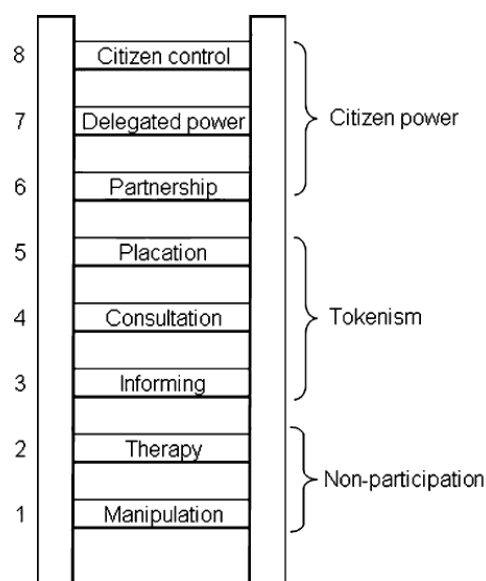 8 Citizen control
7 Delegated power
Citizen power
6 Partnership
5 Placation
4 Consultation
Tokenism
3 Informing
2 Therapy
Non-participation
1 Manipulation